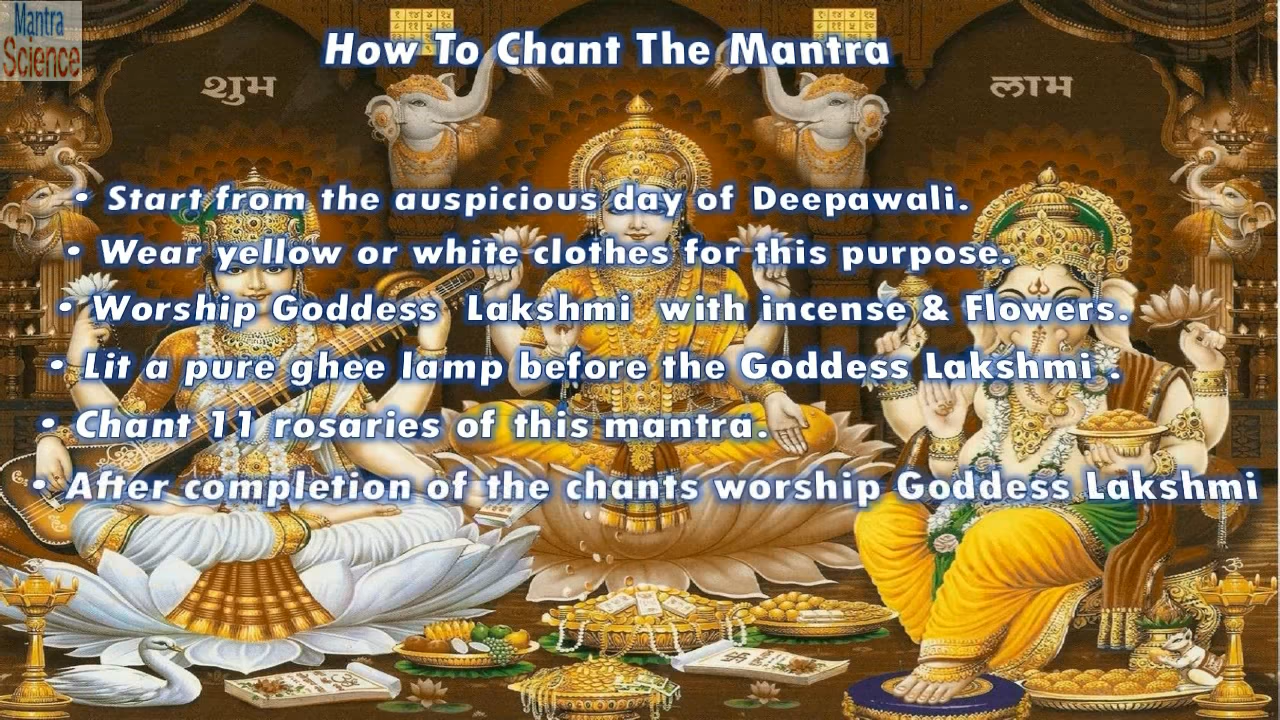 Mantra
Science
How To Chant The Mantra
शुभ
लाभ
• Start from the auspicious day of Deepawali.
• Wear yellow or white clothes for this purpose.
• Worship Goddess Lakshmi with incense & Flowers.
• Lit a pure ghee lamp before the Goddess Lakshmi .
• Chant 11 rosaries of this mantra.
• After completion of the chants worship Goddess Lakshmi